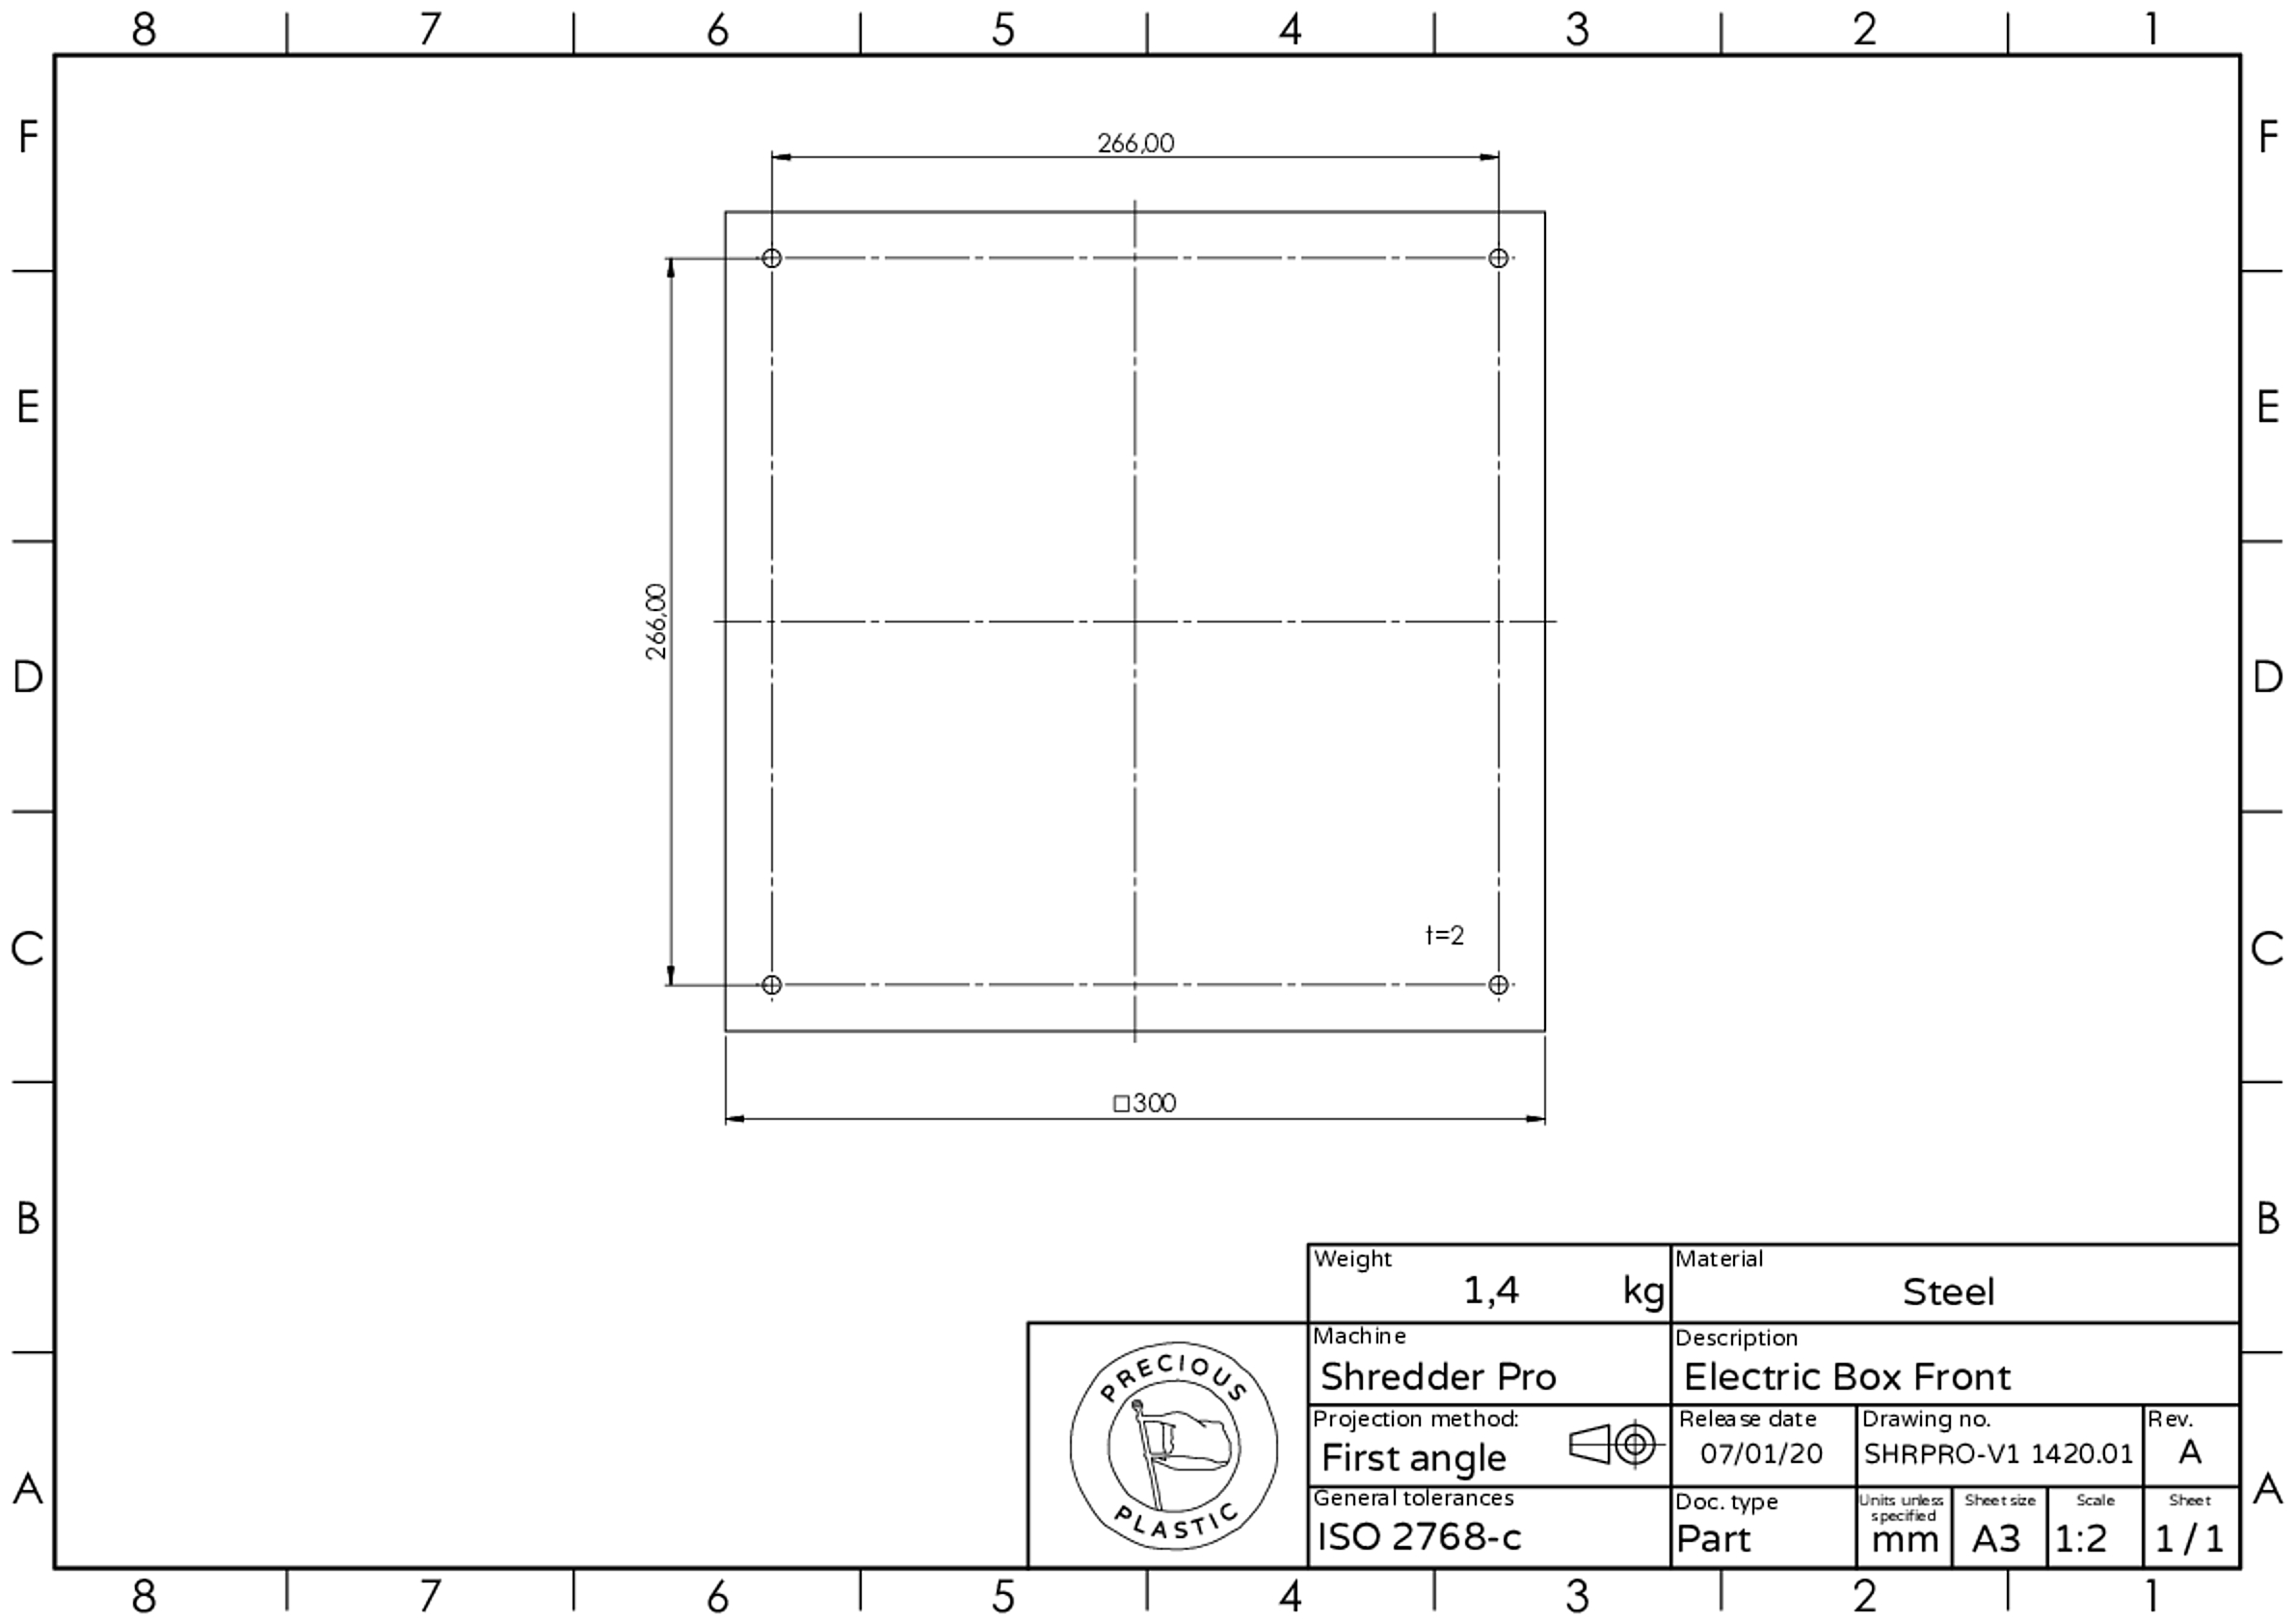 8 7 6 5 4 3 2 1
F F
266,00
E E
266,00
D D
t=2
C C
□300
B B
Weight
1,4 kg
Material
Steel
Machine
Shredder Pro
Description
Electric Box Front
PRECIOUS
PLASTIC
Projection method:
First angle
Release date
07/01/20
Drawing no.
SHRPRO-V1 1420.01
Rev.
A
A A
General tolerances
ISO 2768-c
Doc. type
Part
Units unless
specified
mm
Sheet size
A3
Scale
1:2
Sheet
1 / 1
8 7 6 5 4 3 2 1